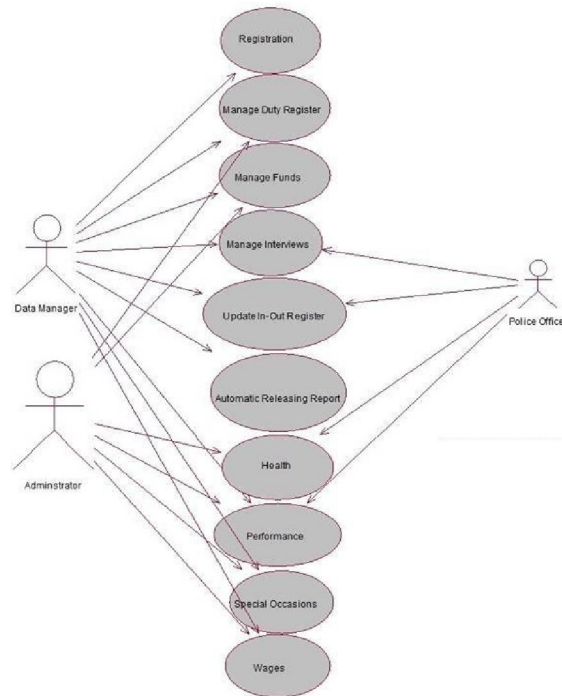 Registration
Manage Duty Register
Manage Funds
Manage Interviews
Update In-Out Register
Automatic Releasing Report
Health
Performance
Special Occasions
Wages
Data Manager
Adminstrator
Police Office